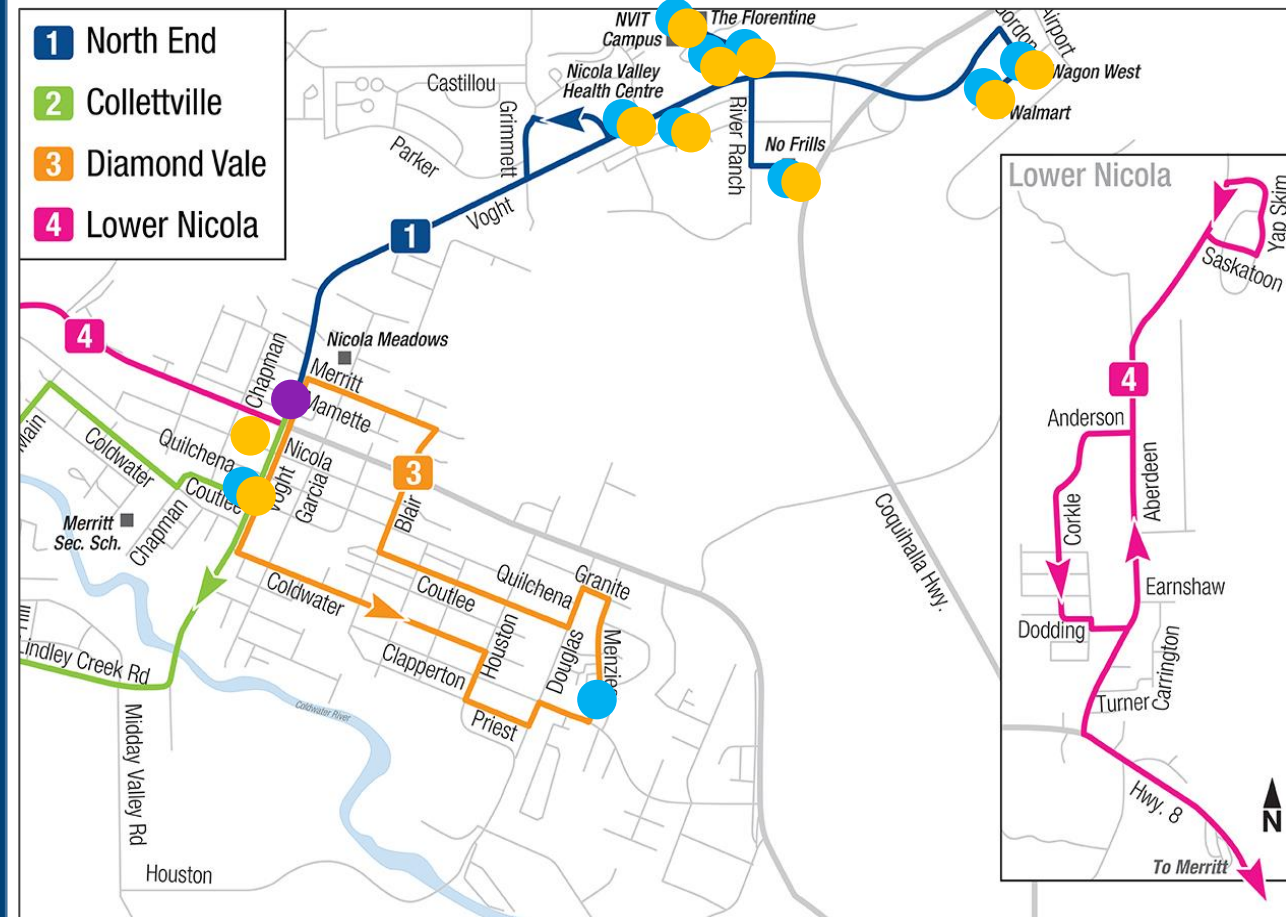 1 North End
2 Collettville
3 Diamond Vale
4 Lower Nicola
NVIT
Campus
The Florentine
Gordon
Airport
Castillou
Nicola Valley
Health Centre
Wagon West
Walmart
Grimmett
Parker
River Ranch
No Frills
Voght
1
4
Nicola Meadows
Chapman
Merritt
Mamette
Main
Coldwater
Quilchena
Nicola
Coutlee
Voght
Garcia
3
Blair
Merritt
Sec. Sch.
Chapman
Coldwater
Coutlee
Quilchena
Granite
Houston
Douglas
Clapperton
Priest
Lindley Creek Rd
Coldwater River
Midday Valley Rd
Houston
Coquihalla Hwy.
Lower Nicola
Yap Skim
Saskatoon
4
Anderson
Aberdeen
Corkle
Earnshaw
Dodding
Carrington
Turner
Hwy. 8
To Merritt
N